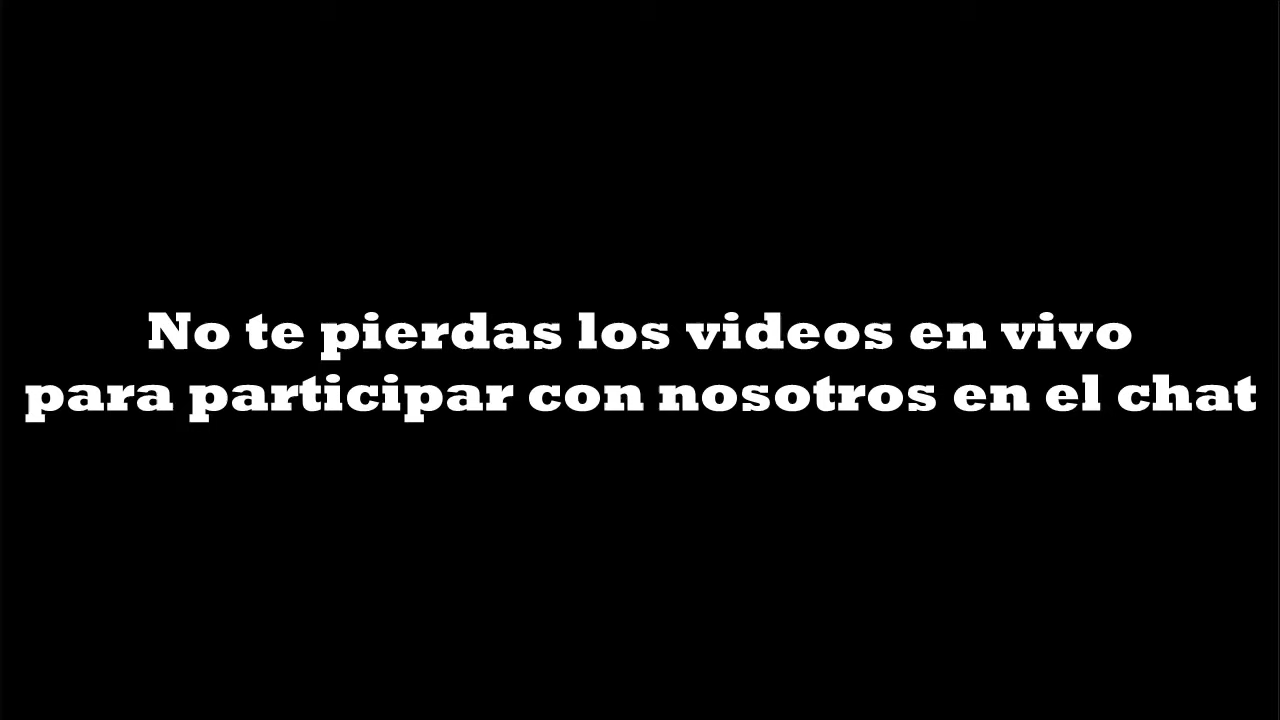 No te pierdas los videos en vivo
para participar con nosotros en el chat